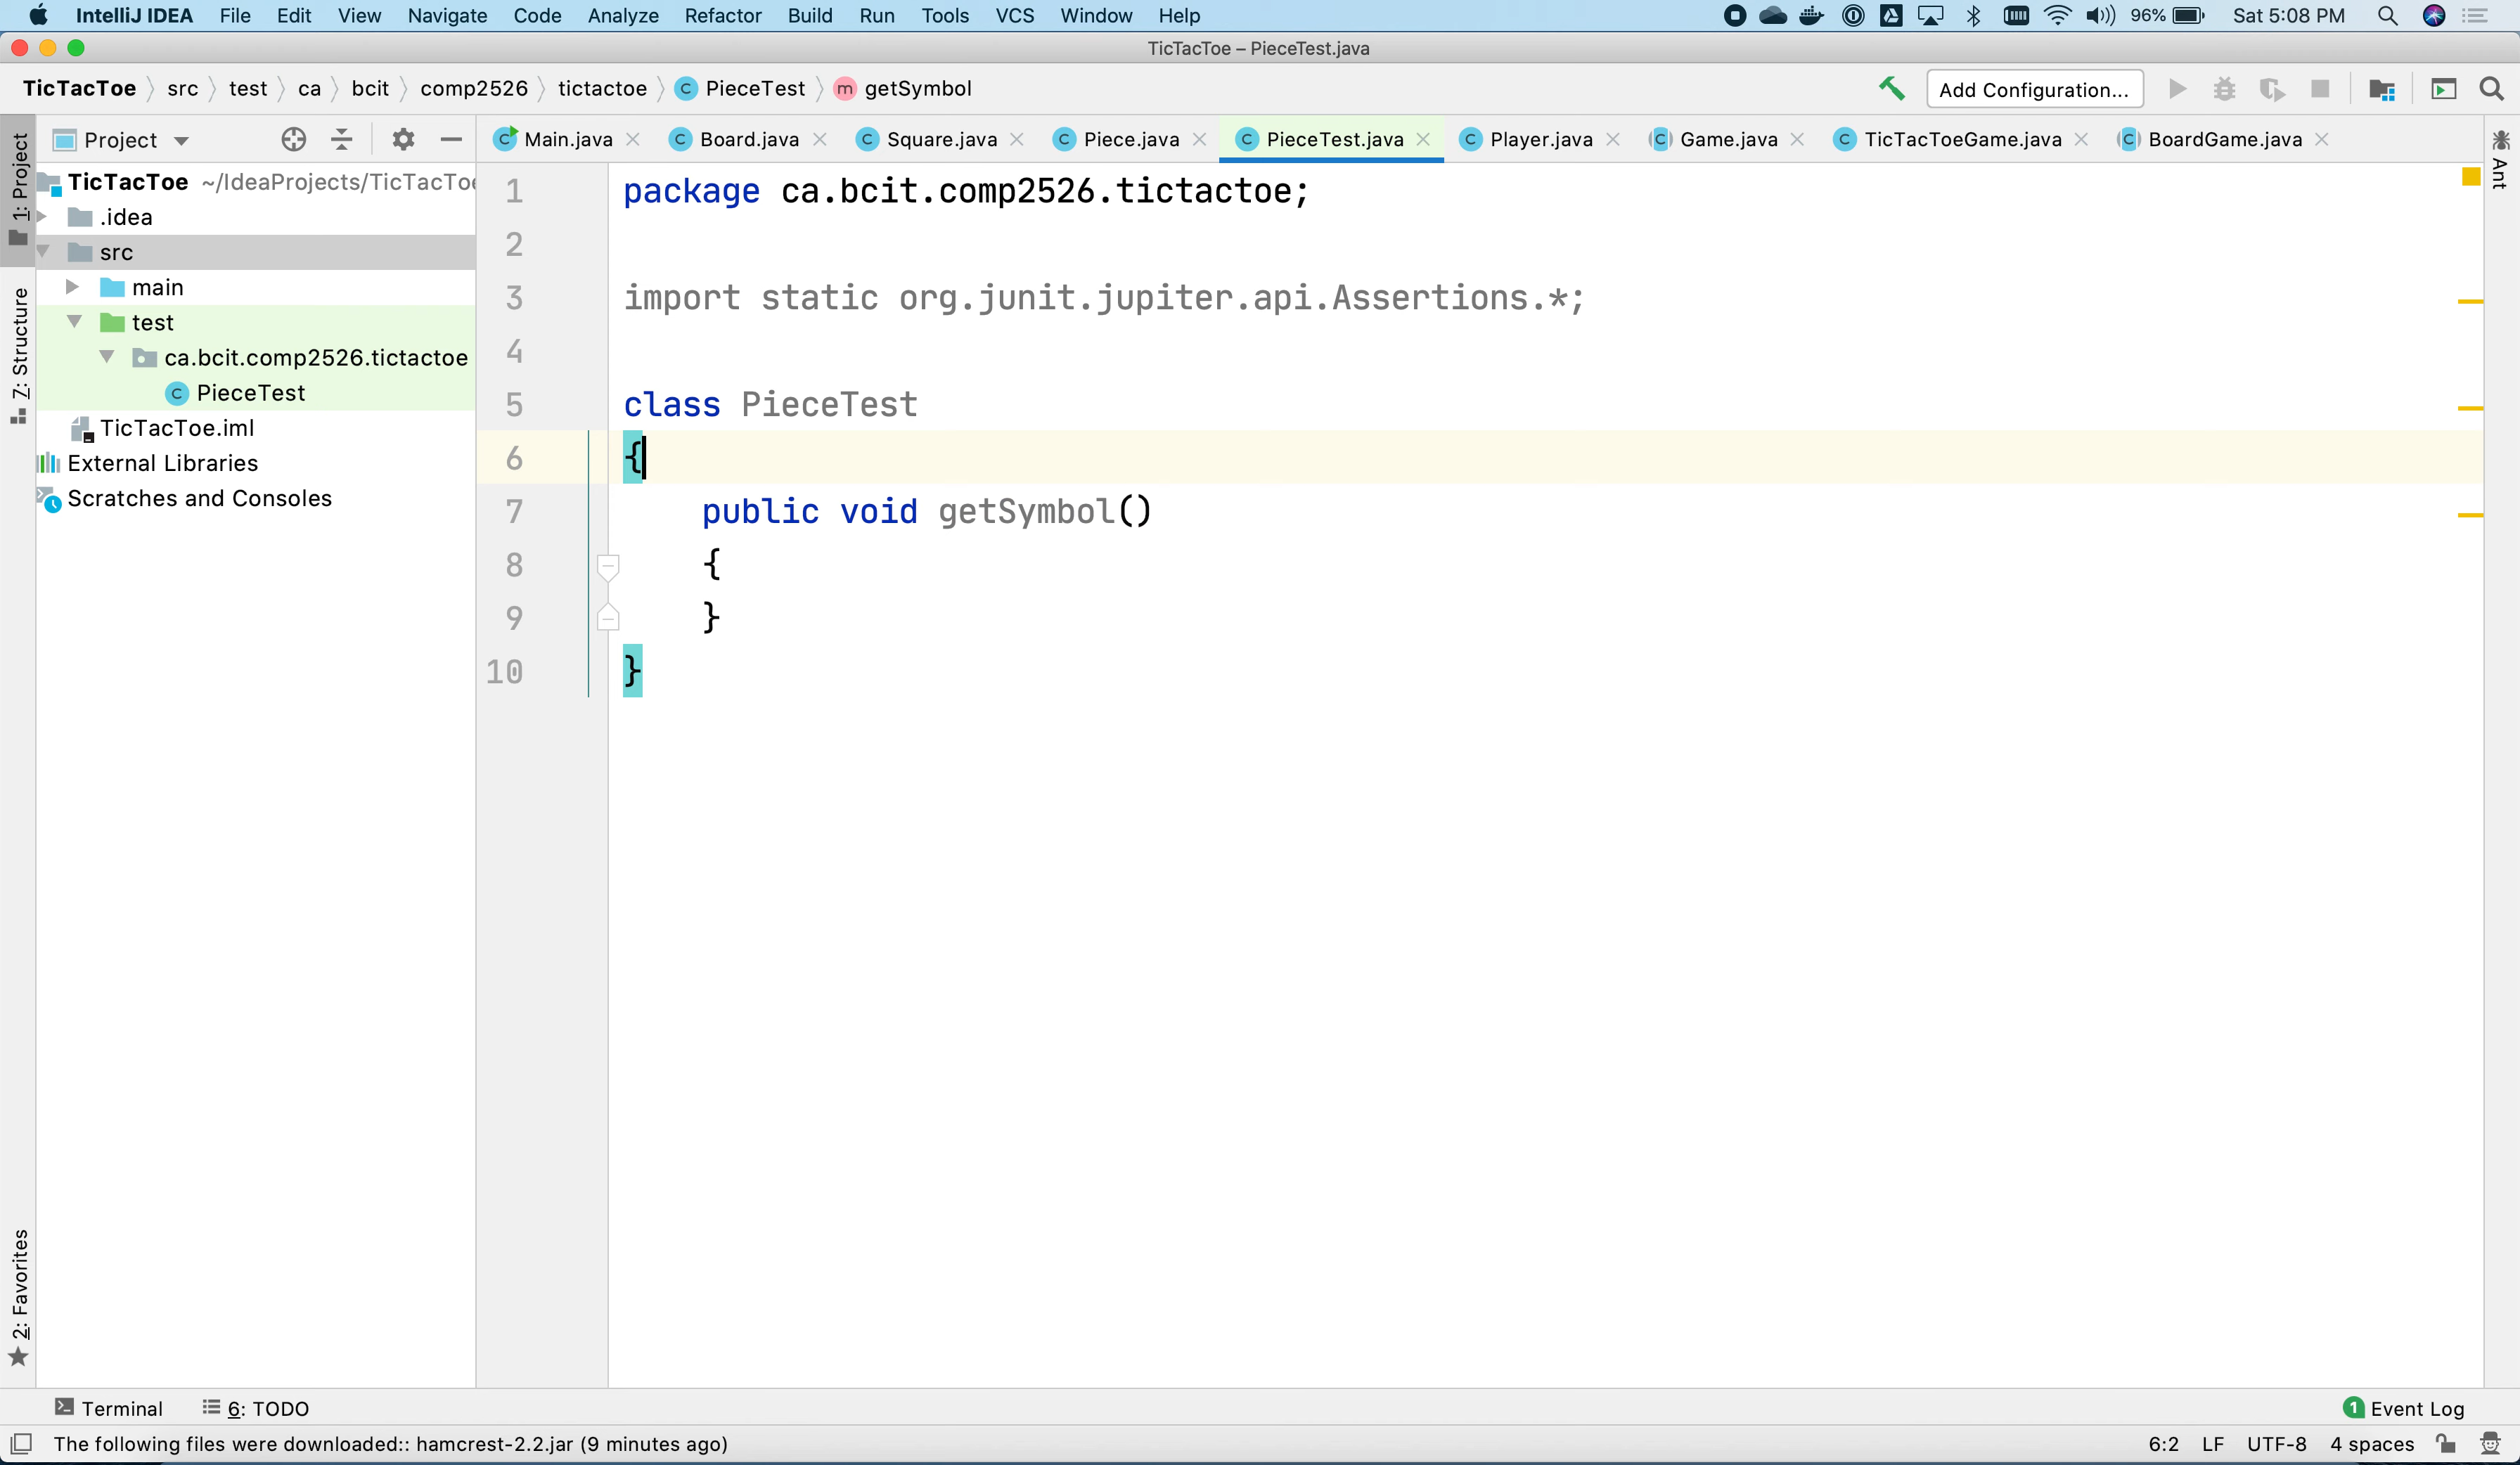 IntelliJ IDEA File Edit View Navigate Code Analyze Refactor Build Run Tools VCS Window Help 96% Sat 5:08 PM
TicTacToe – PieceTest.java
TicTacToe src test ca bcit comp2526 tictactoe C PieceTest m getSymbol Add Configuration...
Project
C Main.java C Board.java C Square.java C Piece.java C PieceTest.java C Player.java C Game.java C TicTacToeGame.java C BoardGame.java
1: Project
7: Structure
2: Favorites
Ant
TicTacToe ~/IdeaProjects/TicTacToe
.idea
src
main
test
ca.bcit.comp2526.tictactoe
C PieceTest
TicTacToe.iml
External Libraries
Scratches and Consoles
1 package ca.bcit.comp2526.tictactoe;
2
3 import static org.junit.jupiter.api.Assertions.*;
4
5 class PieceTest
6 {
7 public void getSymbol()
8 {
9 }
10 }
Terminal 6: TODO 1 Event Log
The following files were downloaded:: hamcrest-2.2.jar (9 minutes ago) 6:2 LF UTF-8 4 spaces